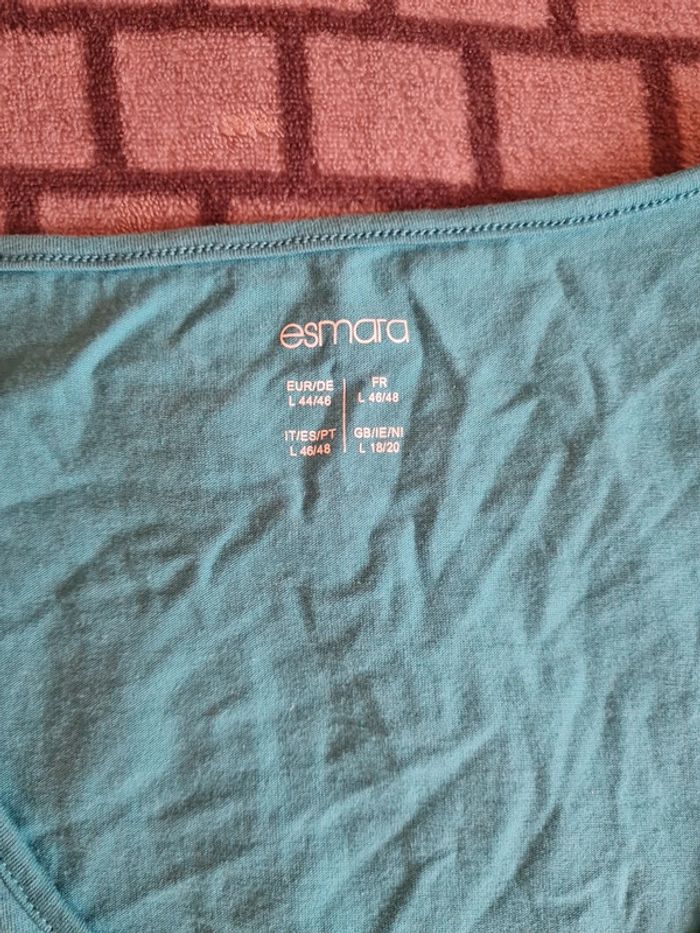 esmara
EUR/DE
L 44/46
FR
L 46/48
IT/ES/PT
L 46/48
GB/IE/NI
L 18/20